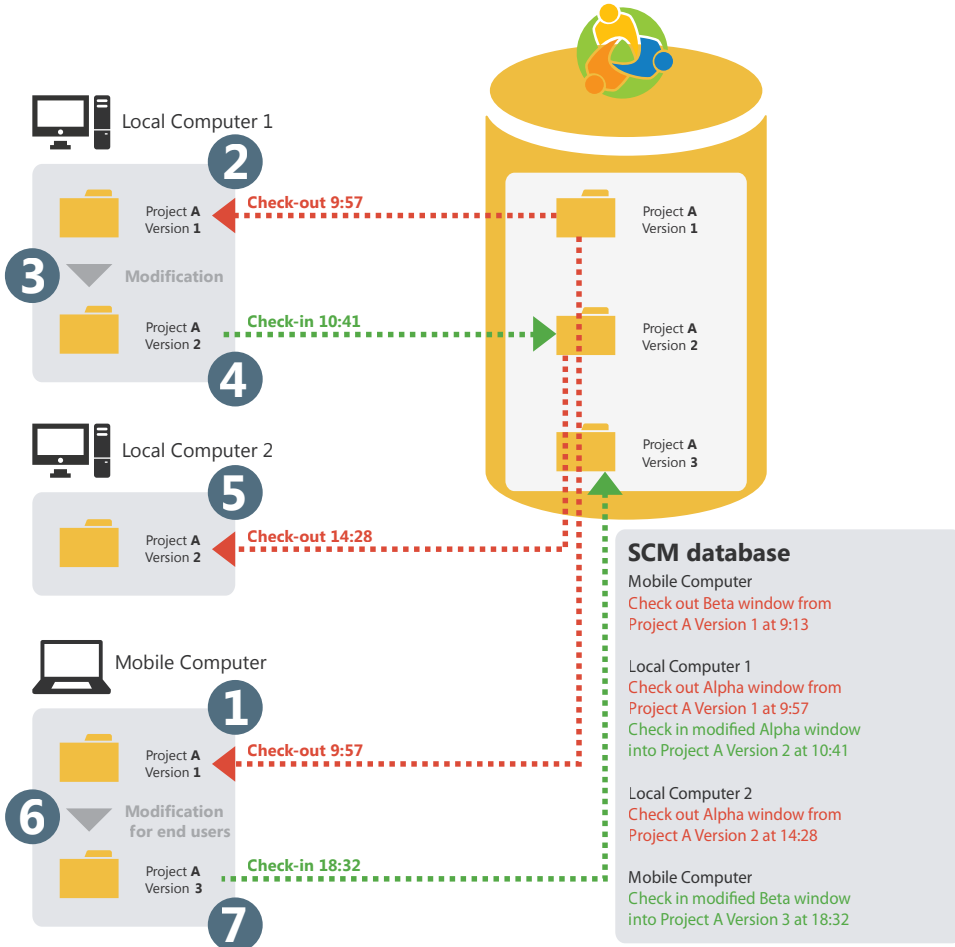 Local Computer 1
2
Project A
Version 1
Check-out 9:57
3
Modification
Project A
Version 2
Check-in 10:41
4
Project A
Version 1
Project A
Version 2
Project A
Version 3
Local Computer 2
5
Project A
Version 2
Check-out 14:28
Mobile Computer
1
Project A
Version 1
Check-out 9:57
6
Modification
for end users
Project A
Version 3
Check-in 18:32
7
SCM database
Mobile Computer
Check out Beta window from
Project A Version 1 at 9:13
Local Computer 1
Check out Alpha window from
Project A Version 1 at 9:57
Check in modified Alpha window
into Project A Version 2 at 10:41
Local Computer 2
Check out Alpha window from
Project A Version 2 at 14:28
Mobile Computer
Check in modified Beta window
into Project A Version 3 at 18:32